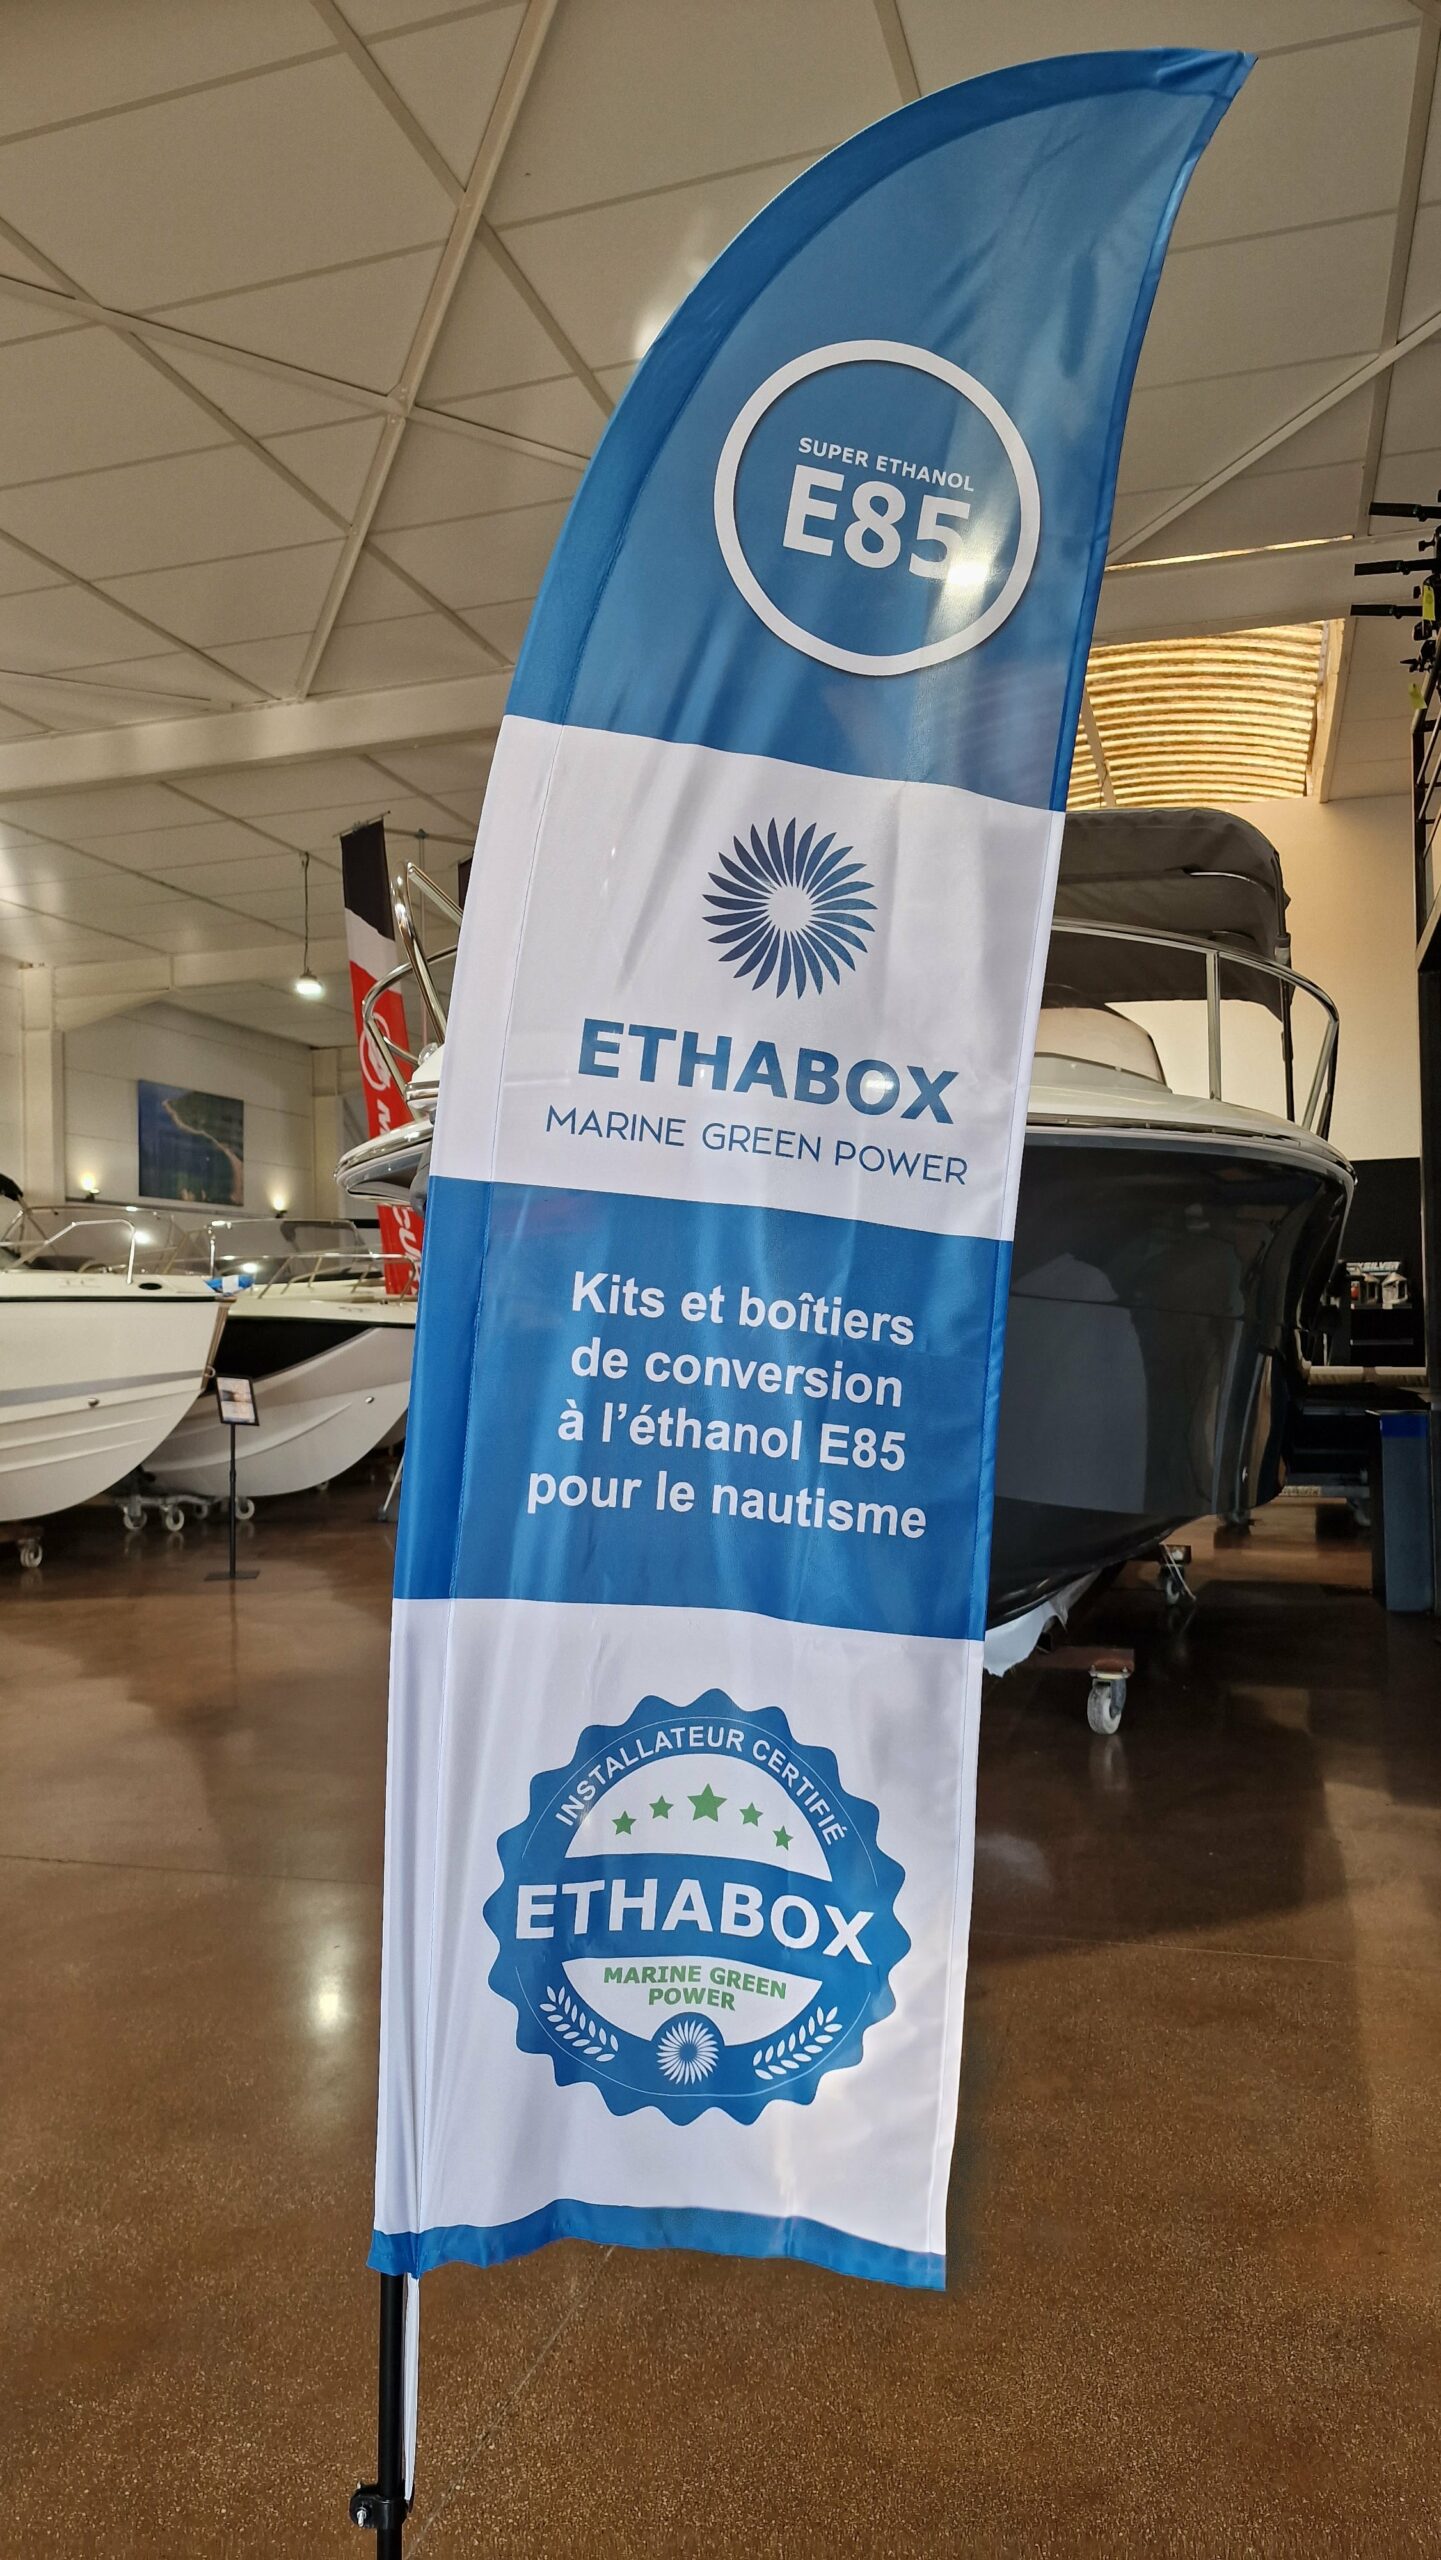 SUPER ETHANOL
E85
ETHABOX
MARINE GREEN POWER
Kits et boîtiers
de conversion
à l'éthanol E85
pour le nautisme
INSTALLATEUR CERTIFIÉ
ETHABOX
MARINE GREEN
POWER